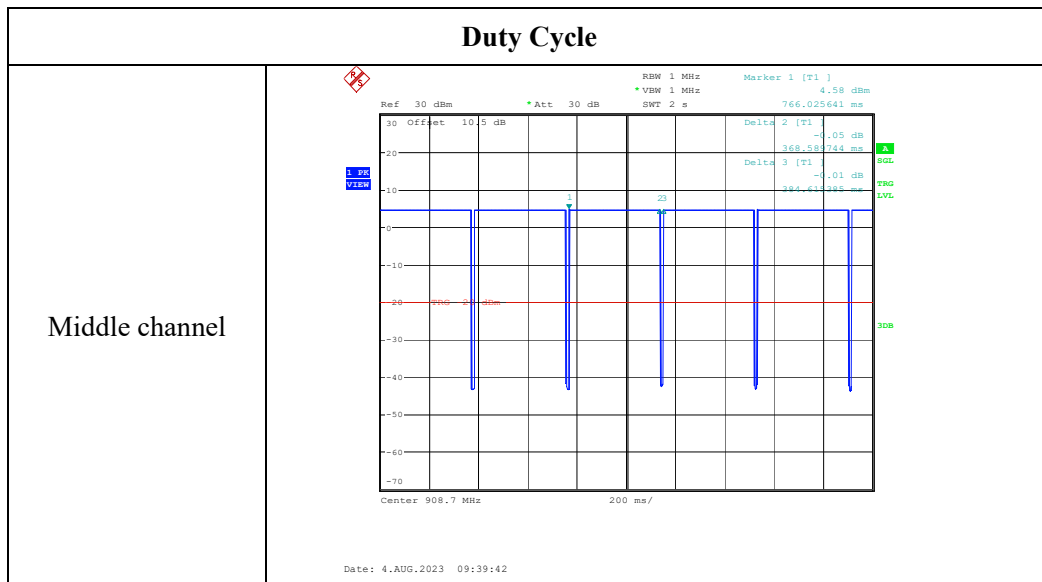 Duty Cycle
Middle channel
R S
RBW 1 MHz Marker 1 [T1 ]
* VBW 1 MHz 4.58 dBm
Ref 30 dBm * Att 30 dB SWT 2 s 766.025641 ms
30 Offset 10.5 dB Delta 2 [T1 ]
-0.05 dB
368.589744 ms
A
20 Delta 3 [T1 ]
SGL
1 PK
-0.01 dB
TRG
VIEW
10 384.615385 ms
LVL
1 23
0
-10
-20 TRG dBm
-30
3DB
-40
-50
-60
-70
Center 908.7 MHz 200 ms/
Date: 4.AUG.2023 09:39:42